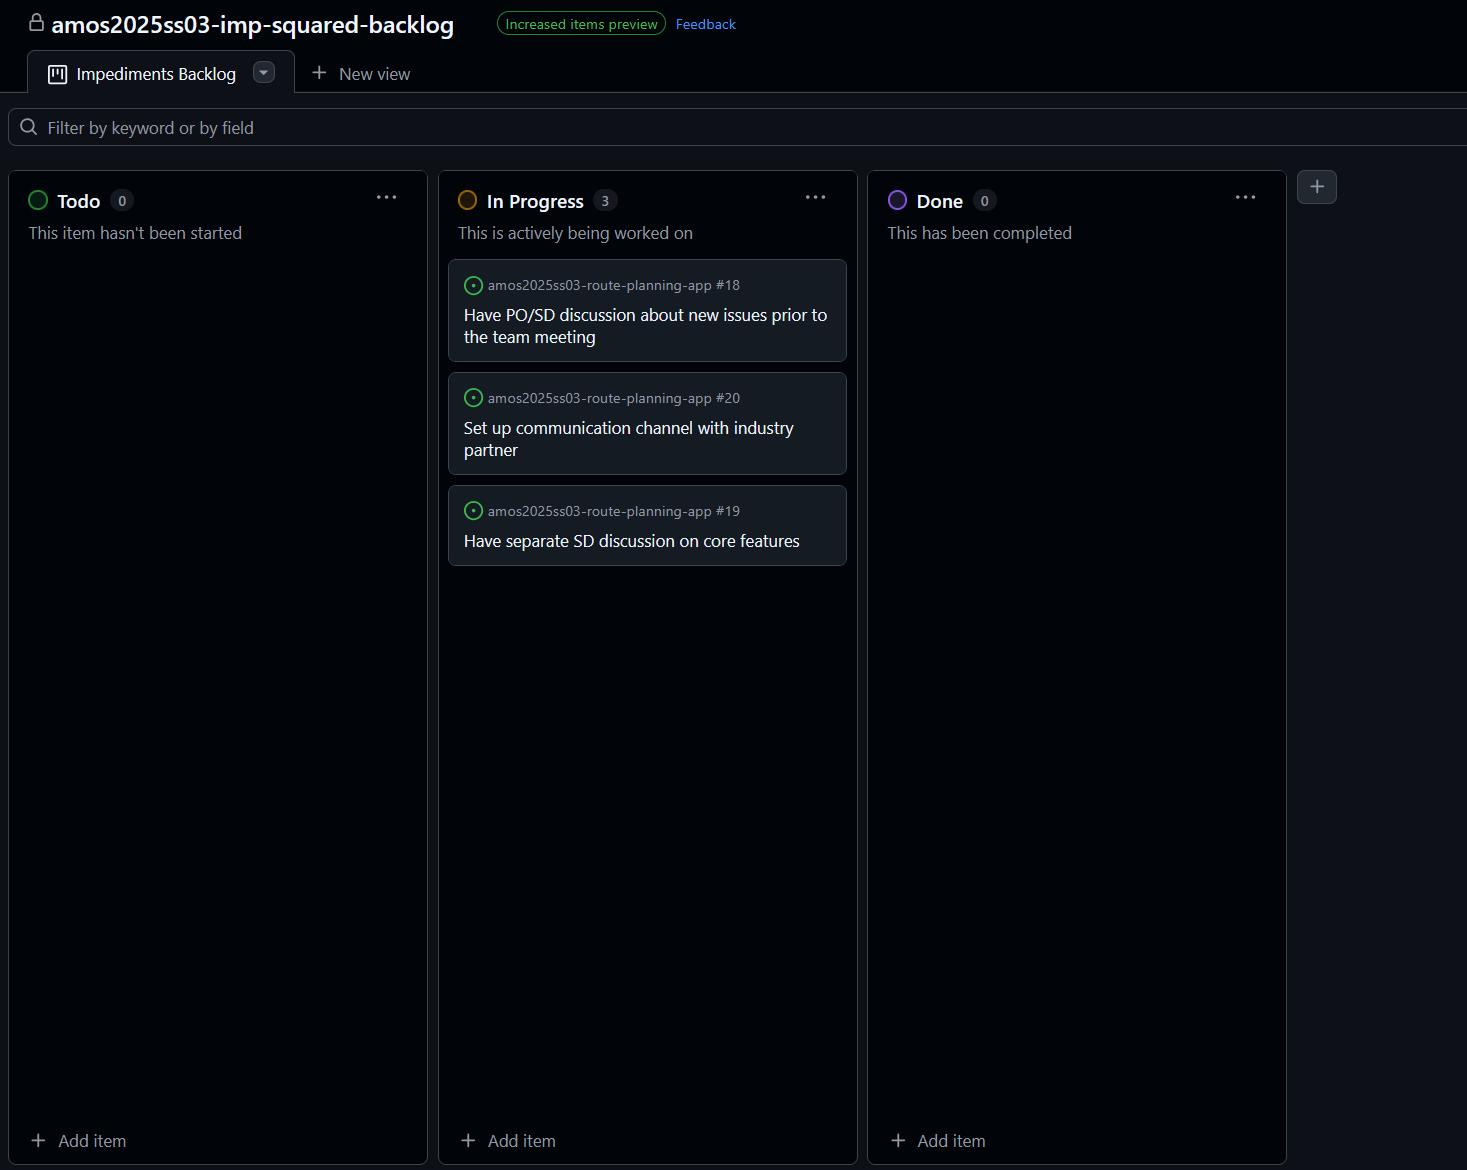 amos2025ss03-imp-squared-backlog
Increased items preview
Feedback
Impediments Backlog
New view
Filter by keyword or by field
Todo 0
This item hasn't been started
In Progress 3
This is actively being worked on
amos2025ss03-route-planning-app #18
Have PO/SD discussion about new issues prior to
the team meeting
amos2025ss03-route-planning-app #20
Set up communication channel with industry
partner
amos2025ss03-route-planning-app #19
Have separate SD discussion on core features
Done 0
This has been completed
Add item
Add item
Add item